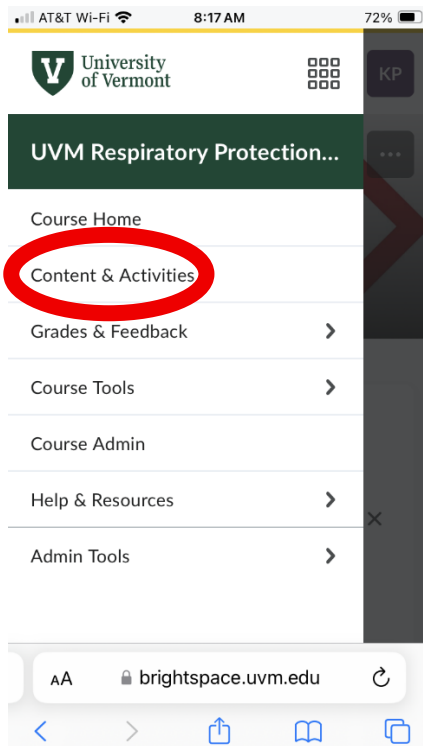 AT&T Wi-Fi 8:17 AM 72%
University
of Vermont
KP
UVM Respiratory Protection...
Course Home
Content & Activities
Grades & Feedback
Course Tools
Course Admin
Help & Resources
Admin Tools
AA brightspace.uvm.edu